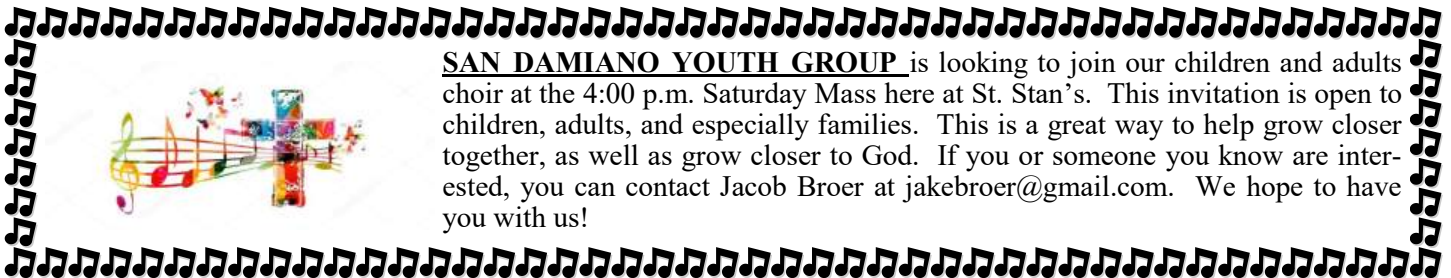 SAN DAMIANO YOUTH GROUP is looking to join our children and adults
choir at the 4:00 p.m. Saturday Mass here at St. Stan's.  This invitation is open to
children, adults, and especially families.  This is a great way to help grow closer
together, as well as grow closer to God.  If you or someone you know are inter-
ested, you can contact Jacob Broer at jakebroer@gmail.com.  We hope to have
you with us!